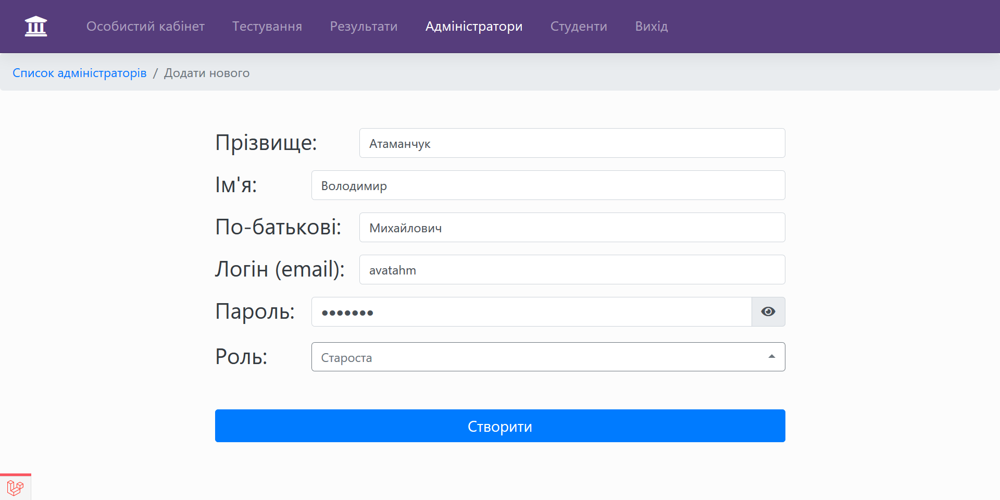 Особистий кабінет Тестування Результати Адміністратори Студенти Вихід
Список адміністраторів / Додати нового
Прізвище: Атаманчук
Ім'я: Володимир
По-батькові: Михайлович
Логін (email): avatahm
Пароль: •••••••
Роль: Староста
Створити